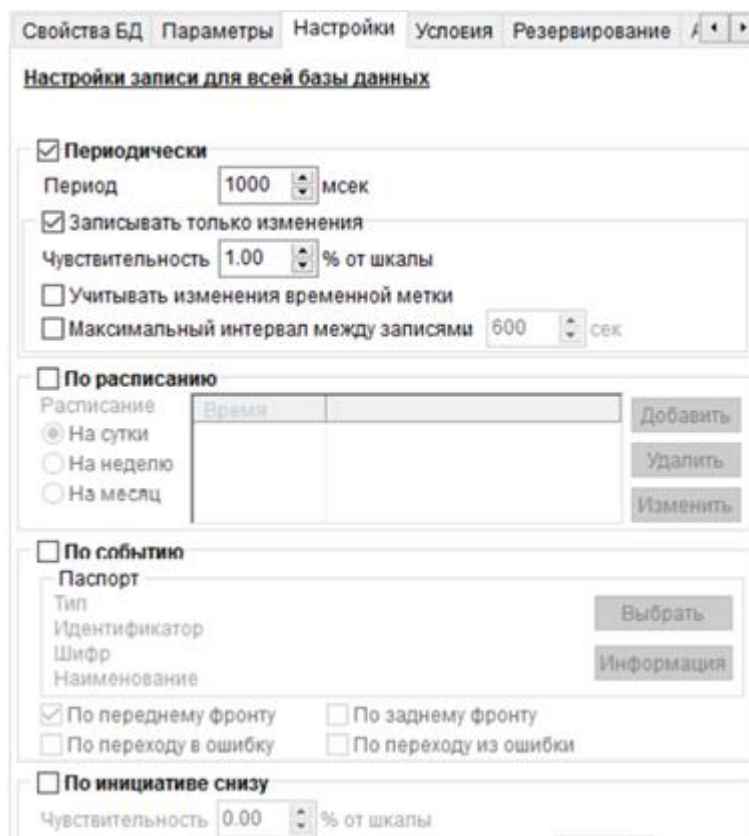 Свойства БД Параметры Настройки Условия Резервирование
Настройки записи для всей базы данных
Периодически
Период 1000 мсек
Записывать только изменения
Чувствительность 1.00 % от шкалы
Учитывать изменения временной метки
Максимальный интервал между записями 600 сек
По расписанию
Расписание Время Добавить
На сутки
На неделю Удалить
На месяц Изменить
По событию
Паспорт
Тип Выбрать
Идентификатор
Шифр Информация
Наименование
По переднему фронту По заднему фронту
По переходу в ошибку По переходу из ошибки
По инициативе снизу
Чувствительность 0.00 % от шкалы